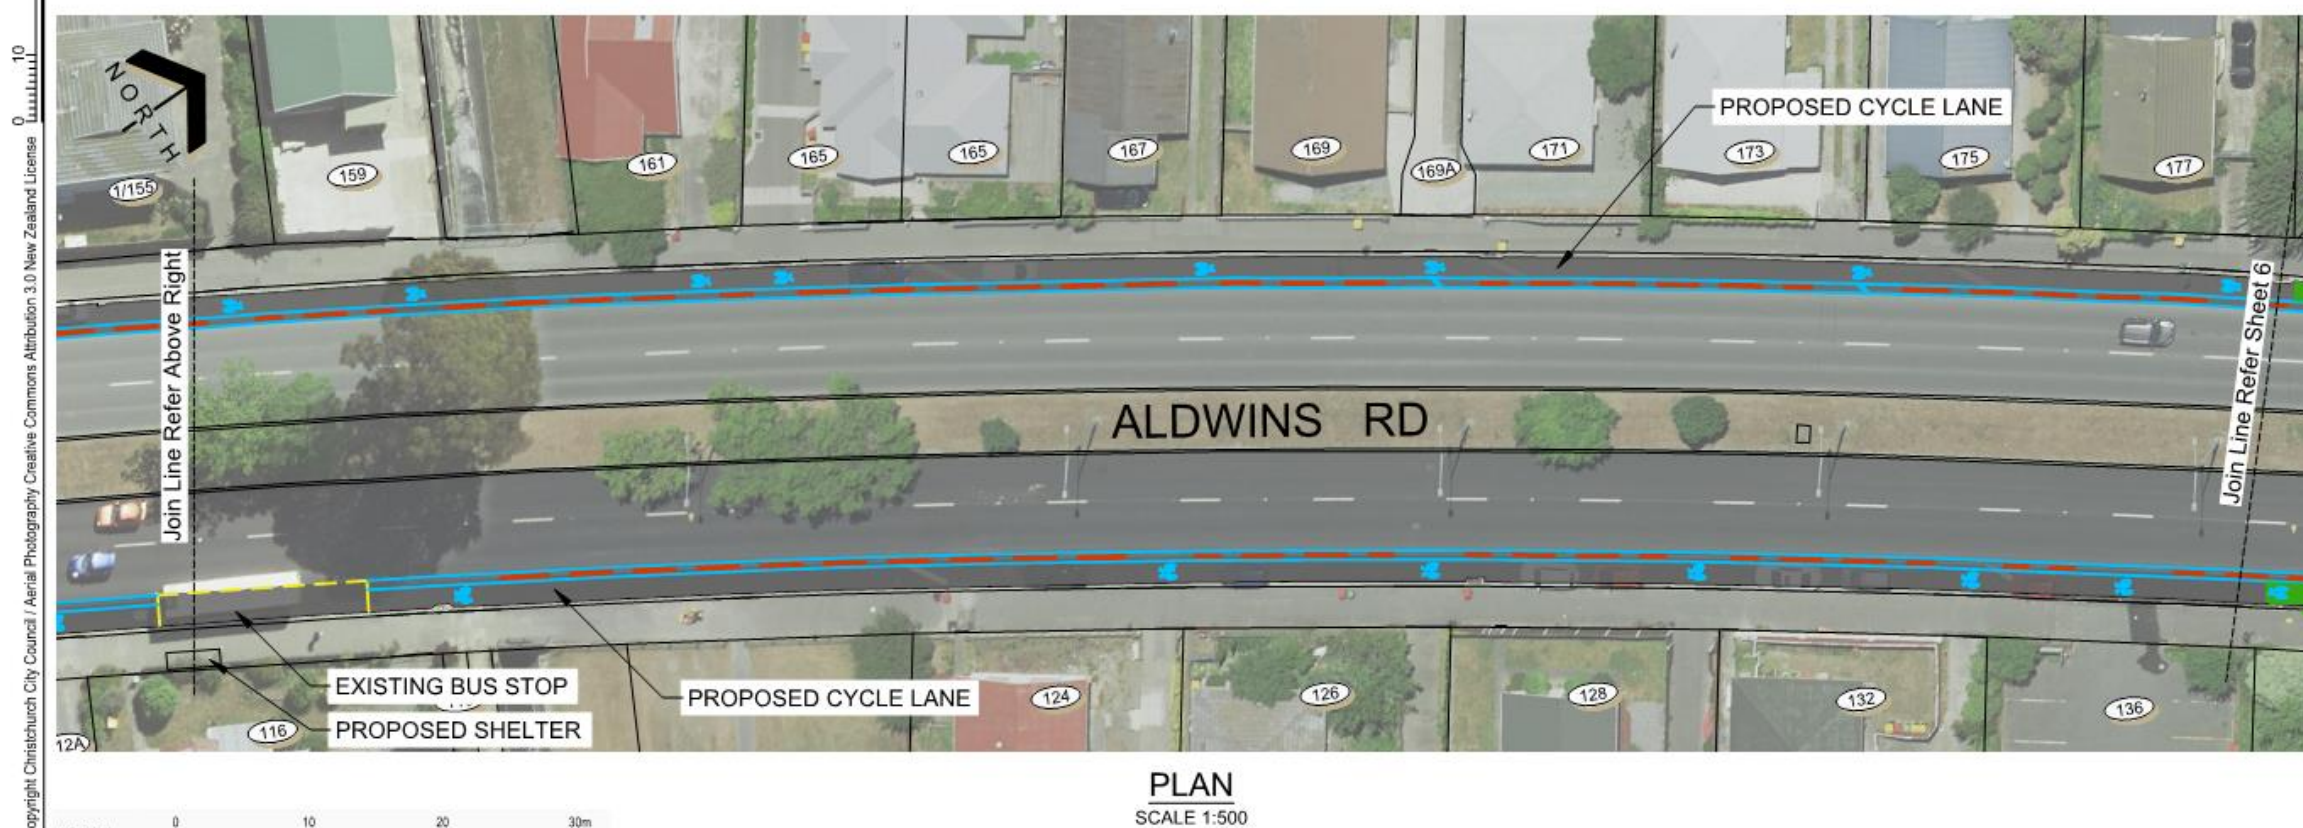 NORTH
10
0
opyright Christchurch City Council / Aerial Photography Creative Commons Attribution 3.0 New Zealand License
1/155
159
161
165
165
167
169
169A
171
PROPOSED CYCLE LANE
173
175
177
Join Line Refer Above Right
ALDWINS RD
Join Line Refer Sheet 6
EXISTING BUS STOP
PROPOSED SHELTER
PROPOSED CYCLE LANE
12A
116
124
126
128
132
136
PLAN
SCALE 1:500
0 10 20 30m